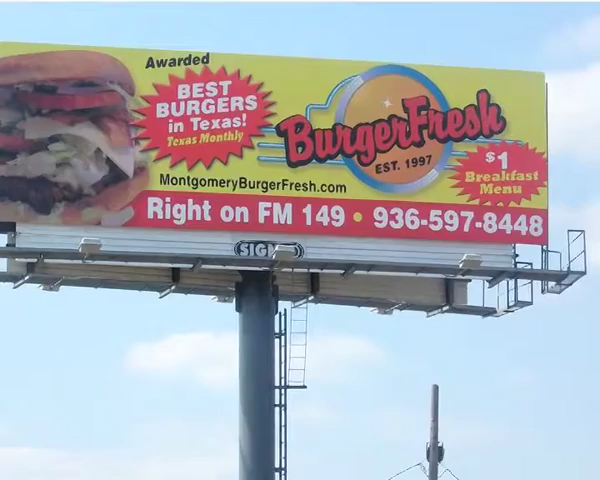 Awarded
BEST
BURGERS
in Texas!
Texas Monthly
BurgerFresh
EST. 1997
$1
Breakfast
Menu
MontgomeryBurgerFresh.com
Right on FM 149 • 936-597-8448